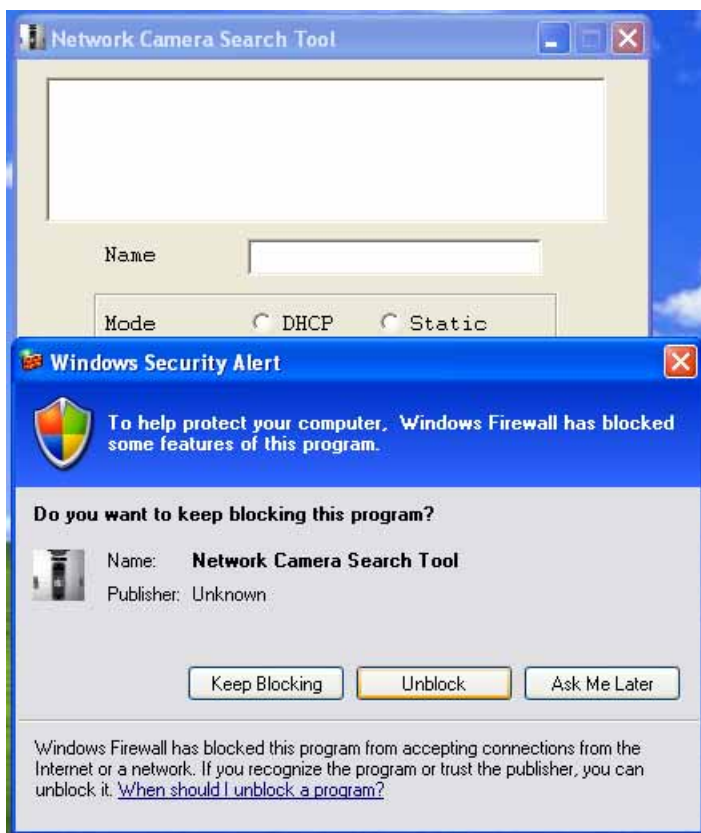 Network Camera Search Tool
Name
Mode DHCP Static
Windows Security Alert
To help protect your computer, Windows Firewall has blocked
some features of this program.
Do you want to keep blocking this program?
Name: Network Camera Search Tool
Publisher: Unknown
Keep Blocking Unblock Ask Me Later
Windows Firewall has blocked this program from accepting connections from the
Internet or a network. If you recognize the program or trust the publisher, you can
unblock it. When should I unblock a program?